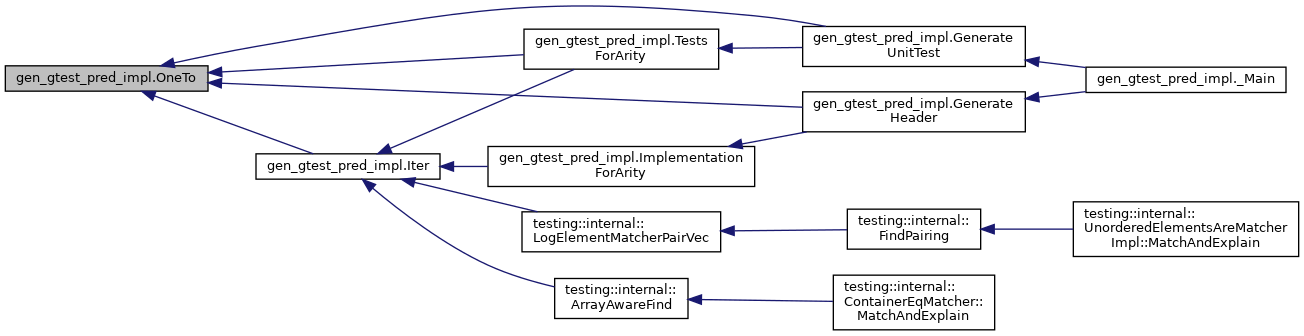 gen_gtest_pred_impl.OneTo
gen_gtest_pred_impl.Tests
ForArity
gen_gtest_pred_impl.Generate
UnitTest
gen_gtest_pred_impl._Main
gen_gtest_pred_impl.Generate
Header
gen_gtest_pred_impl.Iter
gen_gtest_pred_impl.Implementation
ForArity
testing::internal::
LogElementMatcherPairVec
testing::internal::
FindPairing
testing::internal::
UnorderedElementsAreMatcher
Impl::MatchAndExplain
testing::internal::
ArrayAwareFind
testing::internal::
ContainerEqMatcher::
MatchAndExplain